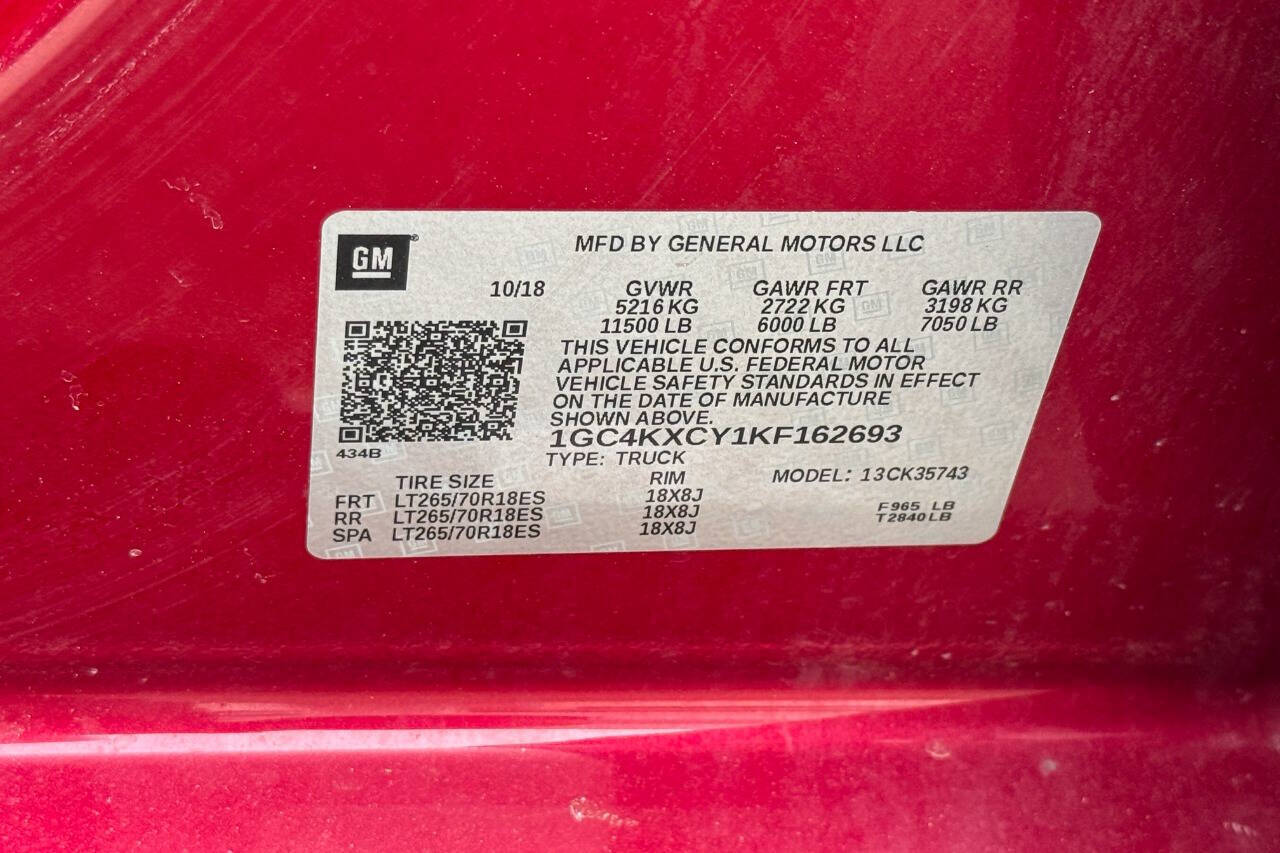 GM
MFD BY GENERAL MOTORS LLC
10/18
GVWR GAWR FRT GAWR RR
5216 KG 2722 KG 3198 KG
11500 LB 6000 LB 7050 LB
THIS VEHICLE CONFORMS TO ALL
APPLICABLE U.S. FEDERAL MOTOR
VEHICLE SAFETY STANDARDS IN EFFECT
ON THE DATE OF MANUFACTURE
SHOWN ABOVE.
1GC4KXCY1KF162693
434B
TYPE: TRUCK
MODEL: 13CK35743
TIRE SIZE RIM
FRT LT265/70R18ES 18X8J
RR LT265/70R18ES 18X8J
SPA LT265/70R18ES 18X8J
F965 LB
T2840LB